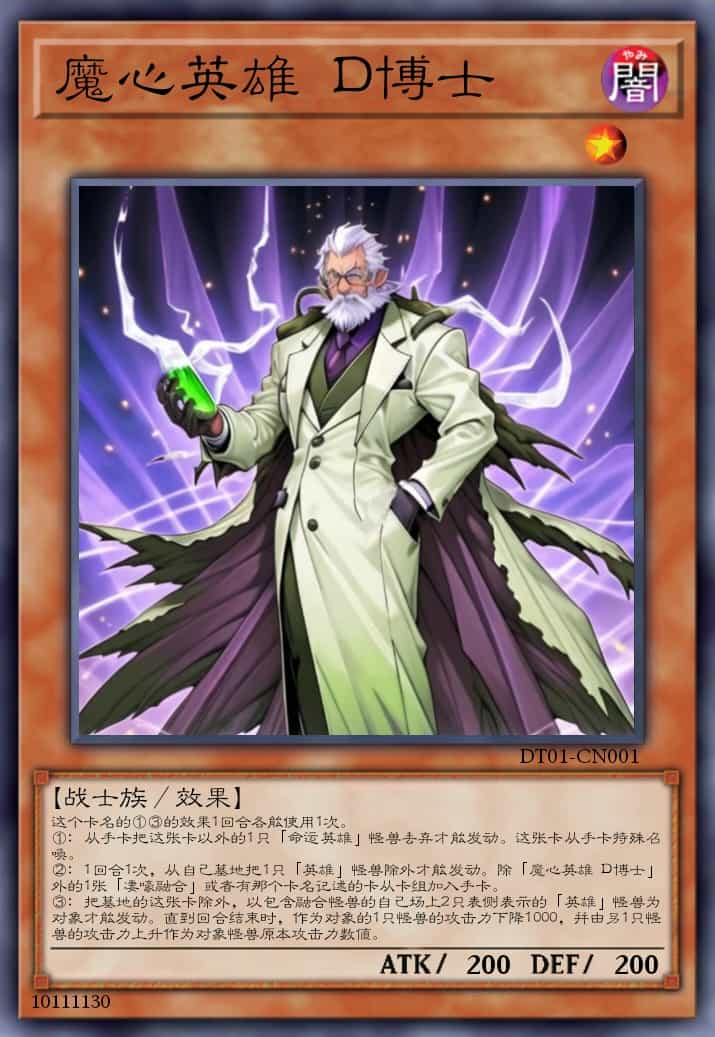 魔心英雄 D博士
やみ
闇
DT01-CN001
【战士族／效果】
这个卡名的①③的效果1回合各能使用1次。
①：从手卡把这张卡以外的1只「命运英雄」怪兽丢弃才能发动。这张卡从手卡特殊召
唤。
②：1回合1次，从自己墓地把1只「英雄」怪兽除外才能发动。除「魔心英雄 D博士」
外的1张「凄嚎融合」或者有那个卡名记述的卡从卡组加入手卡。
③：把墓地的这张卡除外，以包含融合怪兽的自己场上2只表侧表示的「英雄」怪兽为
对象才能发动。直到回合结束时，作为对象的1只怪兽的攻击力下降1000，并由另1只怪
兽的攻击力上升作为对象怪兽原本攻击力数值。
ATK/ 200 DEF/ 200
10111130